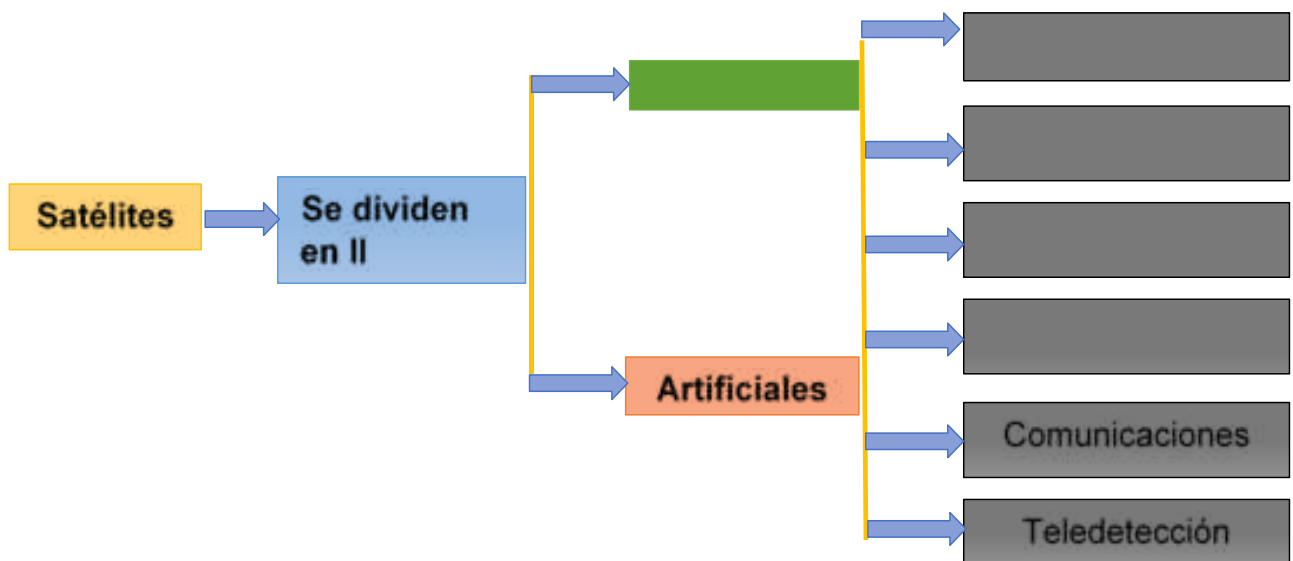 Satélites
Se dividen
en II
Artificiales
Comunicaciones
Teledetección